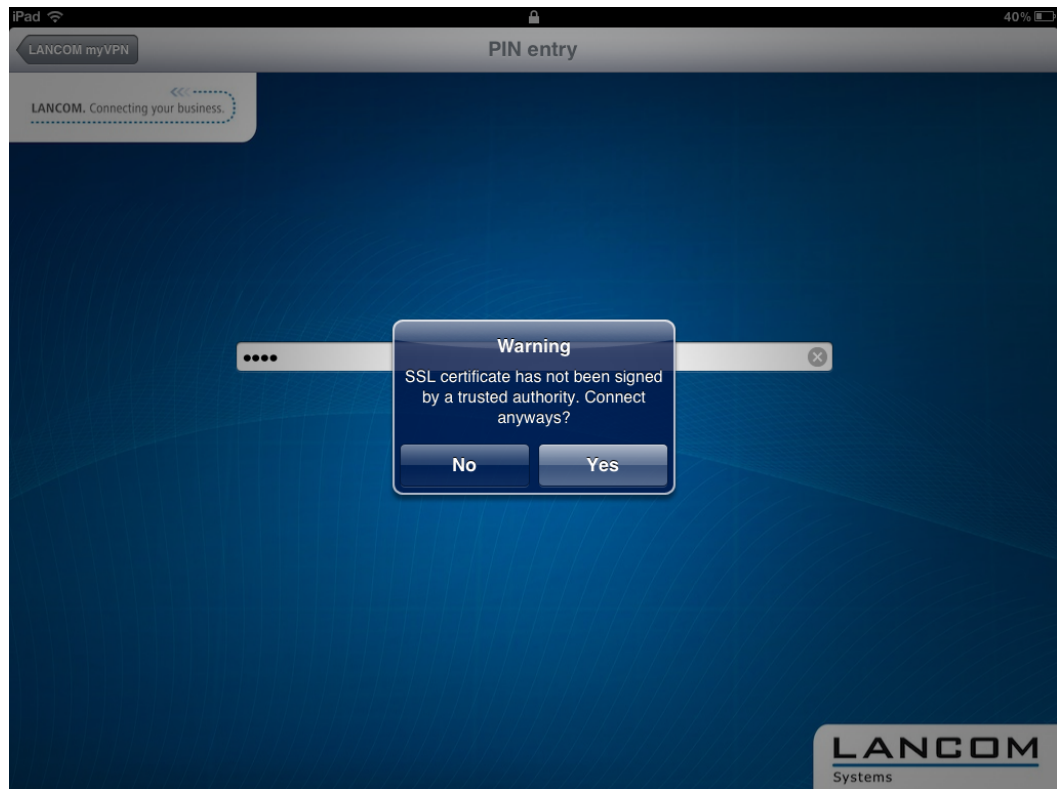 iPad 40%
LANCOM myVPN PIN entry
LANCOM. Connecting your business.
••••
Warning
SSL certificate has not been signed
by a trusted authority. Connect
anyways?
No Yes
LANCOM
Systems